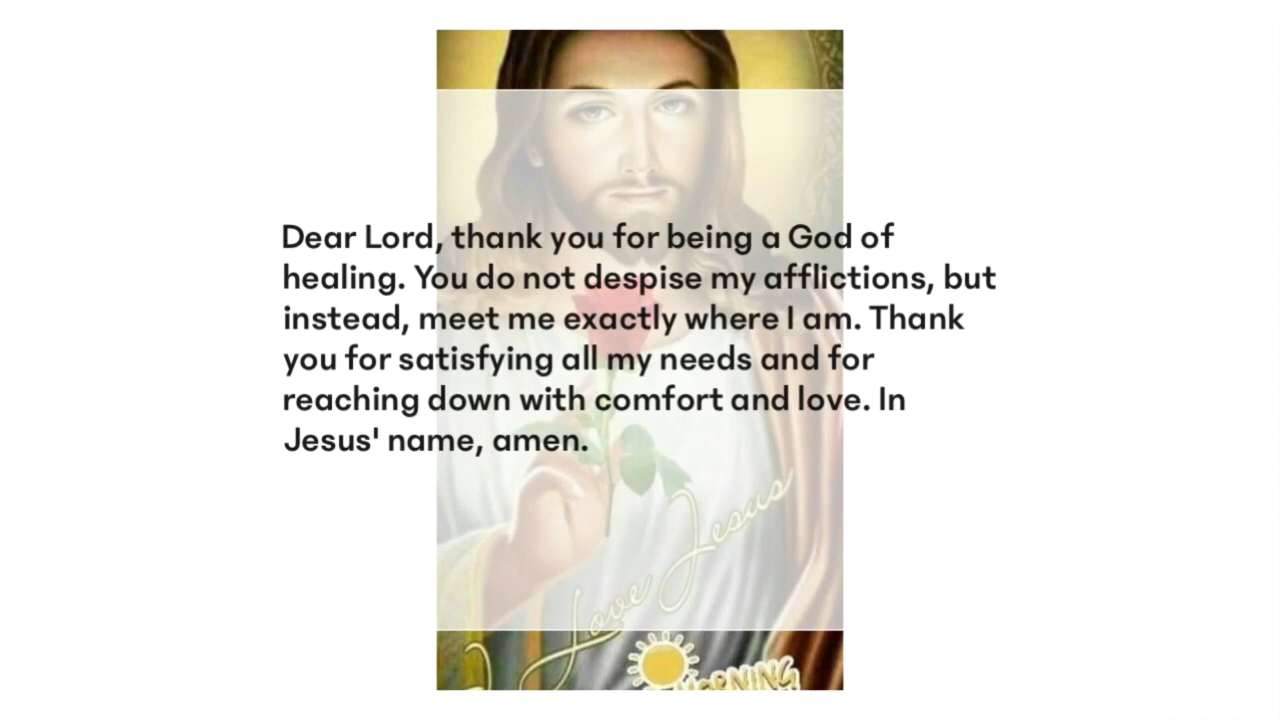 Dear Lord, thank you for being a God of
healing. You do not despise my afflictions, but
instead, meet me exactly where I am. Thank
you for satisfying all my needs and for
reaching down with comfort and love. In
Jesus' name, amen.
I Love Jesus
MORNING